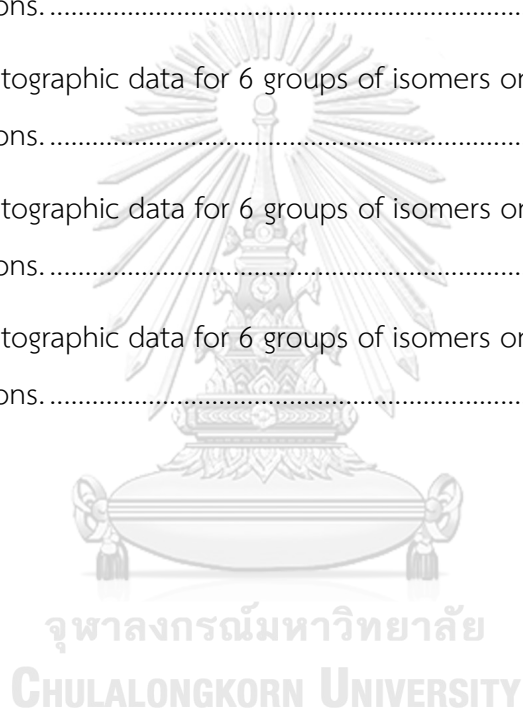 ons. ........................................................................
tographic data for 6 groups of isomers or
ons. ........................................................................
tographic data for 6 groups of isomers or
ons. ........................................................................
tographic data for 6 groups of isomers or
ons. ........................................................................
จุฬาลงกรณ์มหาวิทยาลัย
CHULALONGKORN UNIVERSITY